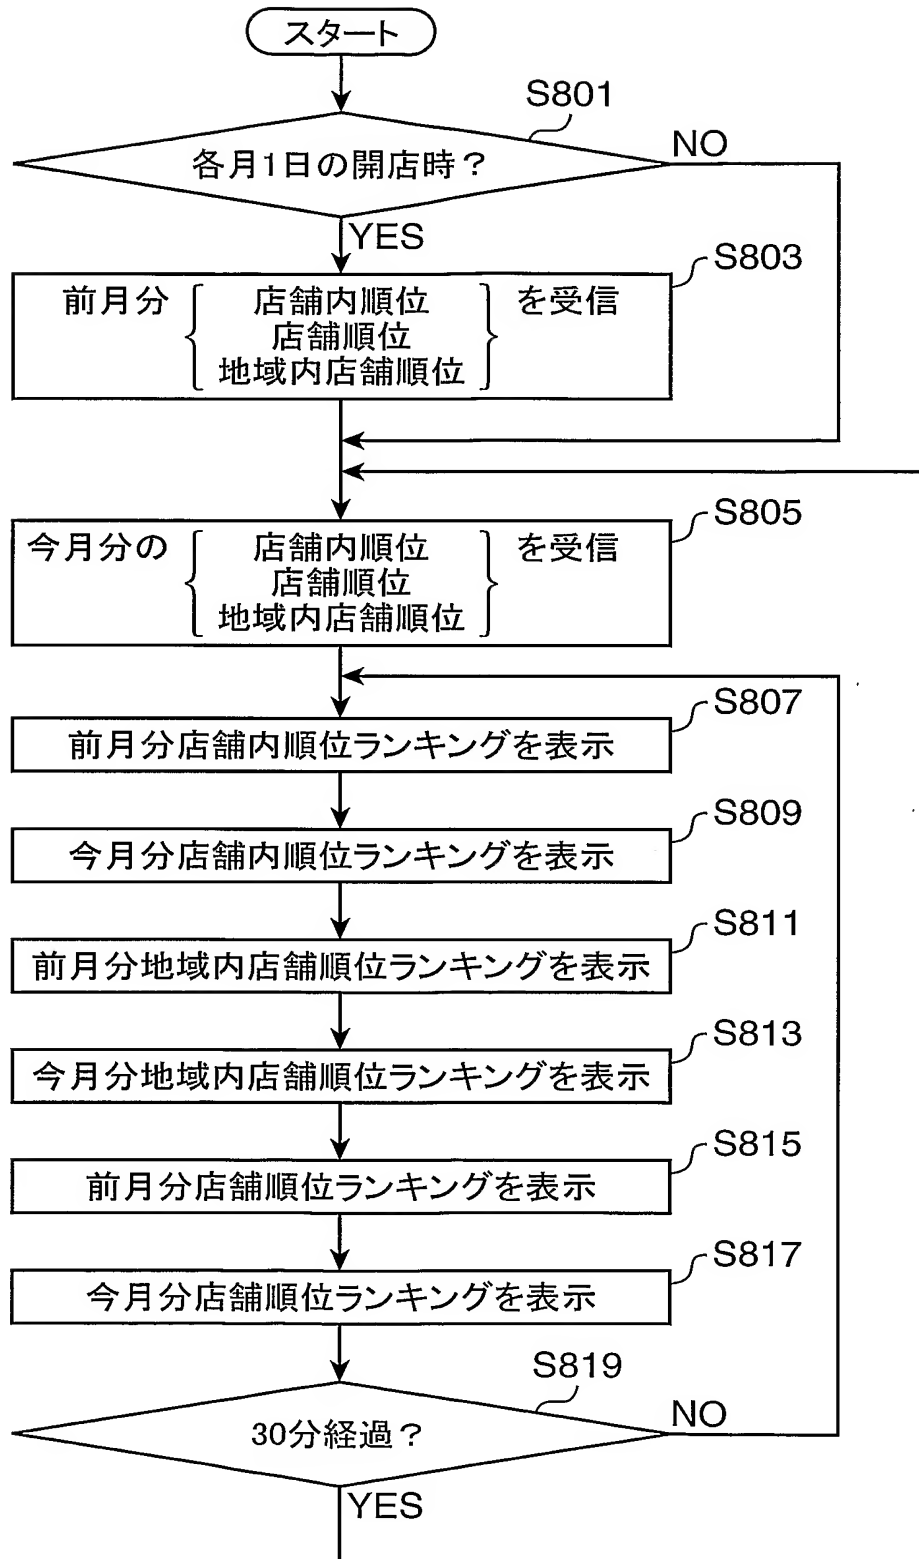 スタート
S801
各月1日の開店時？
NO
YES
S803
前月分 { 店舗内順位 } を受信
店舗順位
地域内店舗順位
S805
今月分の { 店舗内順位 } を受信
店舗順位
地域内店舗順位
S807
前月分店舗内順位ランキングを表示
S809
今月分店舗内順位ランキングを表示
S811
前月分地域内店舗順位ランキングを表示
S813
今月分地域内店舗順位ランキングを表示
S815
前月分店舗順位ランキングを表示
S817
今月分店舗順位ランキングを表示
S819
30分経過？
NO
YES